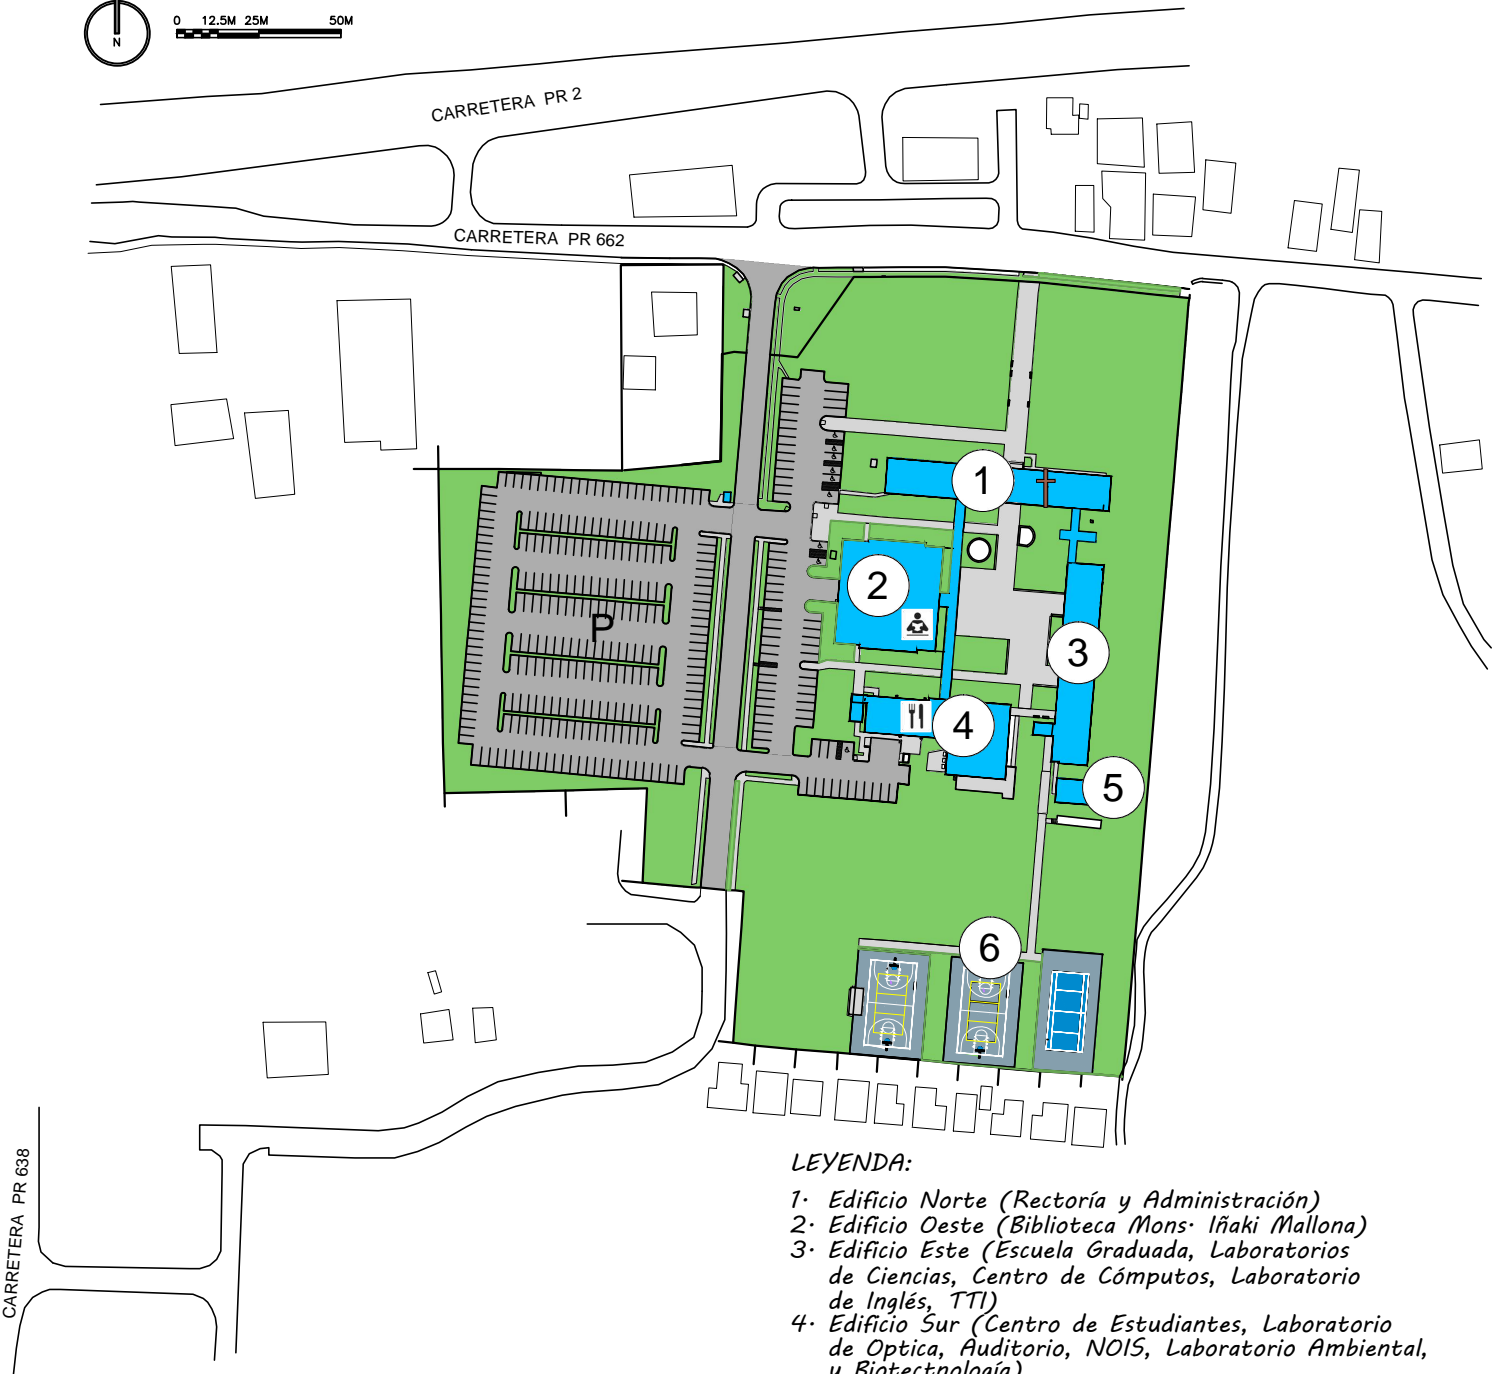 0 12.5M 25M 50M
N
CARRETERA PR 2
CARRETERA PR 662
1
2
P
3
4
5
6
CARRETERA PR 638
LEYENDA:
1. Edificio Norte (Rectoría y Administración)
2. Edificio Oeste (Biblioteca Mons. Iñaki Mallona)
3. Edificio Este (Escuela Graduada, Laboratorios
de Ciencias, Centro de Cómputos, Laboratorio
de Inglés, TTI)
4. Edificio Sur (Centro de Estudiantes, Laboratorio
de Optica, Auditorio, NOIS, Laboratorio Ambiental,
y Biotectnología)